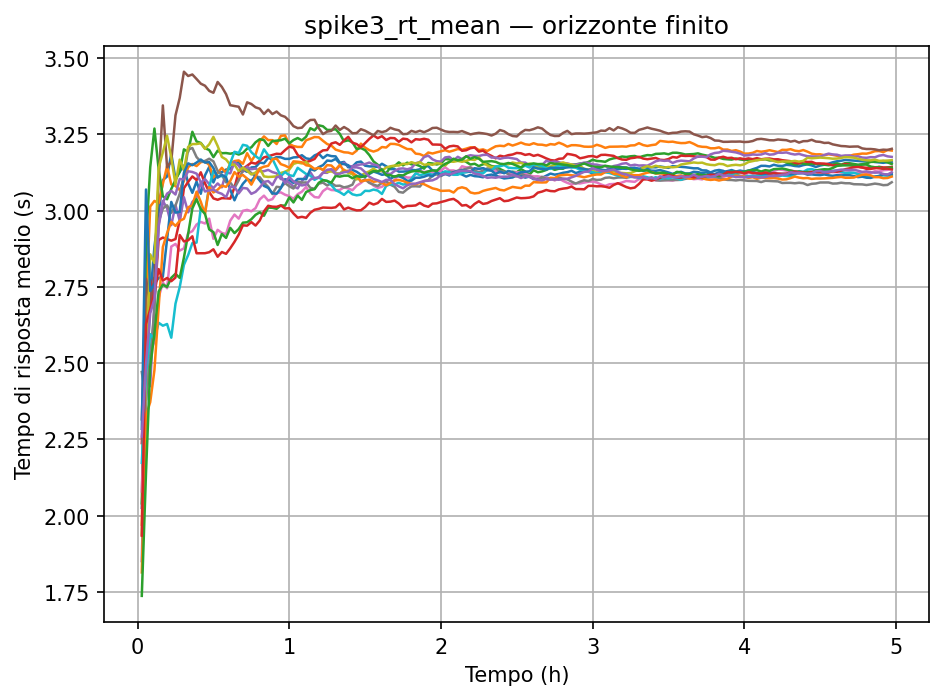 spike3_rt_mean — orizzonte finito
3.50
3.25
3.00
2.75
2.50
2.25
2.00
1.75
Tempo di risposta medio (s)
0 1 2 3 4 5
Tempo (h)